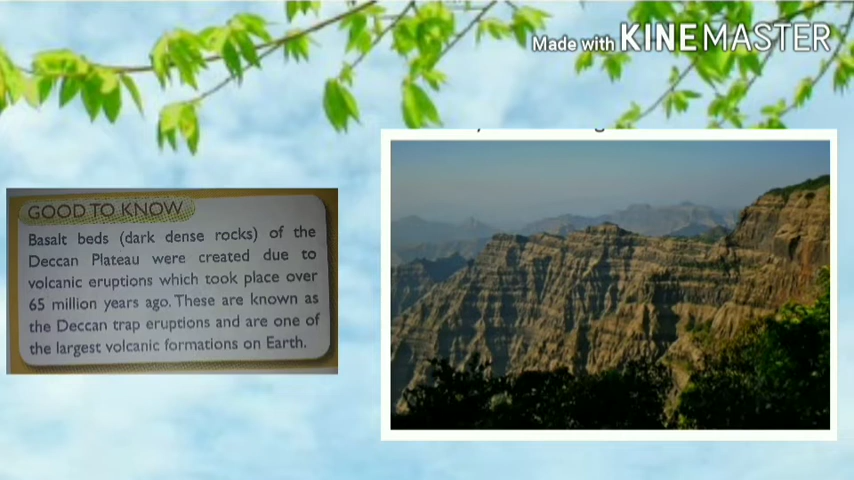 Made with KINEMASTER
GOOD TO KNOW
Basalt beds (dark dense rocks) of the
Deccan Plateau were created due to
volcanic eruptions which took place over
65 million years ago. These are known as
the Deccan trap eruptions and are one of
the largest volcanic formations on Earth.